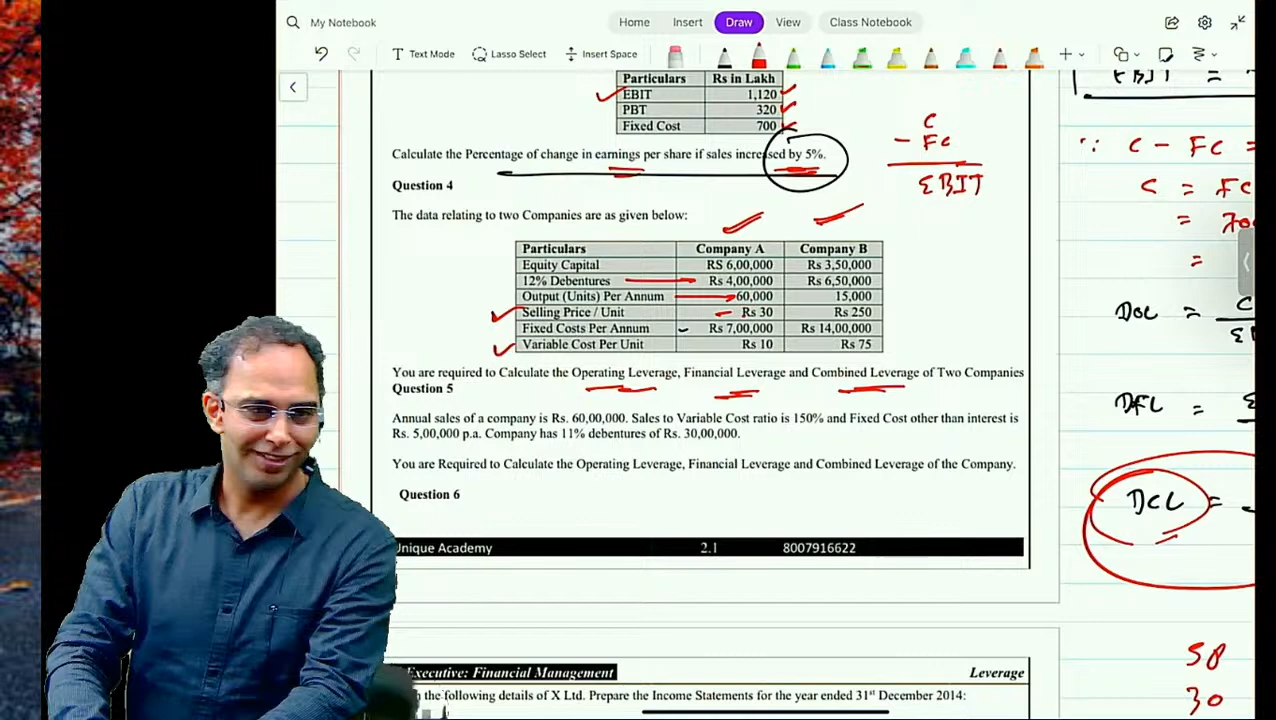 My Notebook
Home Insert Draw View Class Notebook
Text Mode Lasso Select Insert Space
Particulars Rs in Lakh
EBIT 1,120
PBT 320
Fixed Cost 700
Calculate the Percentage of change in earnings per share if sales increased by 5%.
C
- FC
EBIT
Question 4
The data relating to two Companies are as given below:
Particulars Company A Company B
Equity Capital RS 6,00,000 Rs 3,50,000
12% Debentures Rs 4,00,000 Rs 6,50,000
Output (Units) Per Annum 60,000 15,000
Selling Price / Unit Rs 30 Rs 250
Fixed Costs Per Annum Rs 7,00,000 Rs 14,00,000
Variable Cost Per Unit Rs 10 Rs 75
You are required to Calculate the Operating Leverage, Financial Leverage and Combined Leverage of Two Companies
Question 5
Annual sales of a company is Rs. 60,00,000. Sales to Variable Cost ratio is 150% and Fixed Cost other than interest is
Rs. 5,00,000 p.a. Company has 11% debentures of Rs. 30,00,000.
You are Required to Calculate the Operating Leverage, Financial Leverage and Combined Leverage of the Company.
Question 6
Unique Academy 2.1 8007916622
Executive: Financial Management Leverage
the following details of X Ltd. Prepare the Income Statements for the year ended 31st December 2014:
EBIT =
∵ C - FC =
C = FC
= 700
=
DOL = C
DFL =
DCL =
SP
30